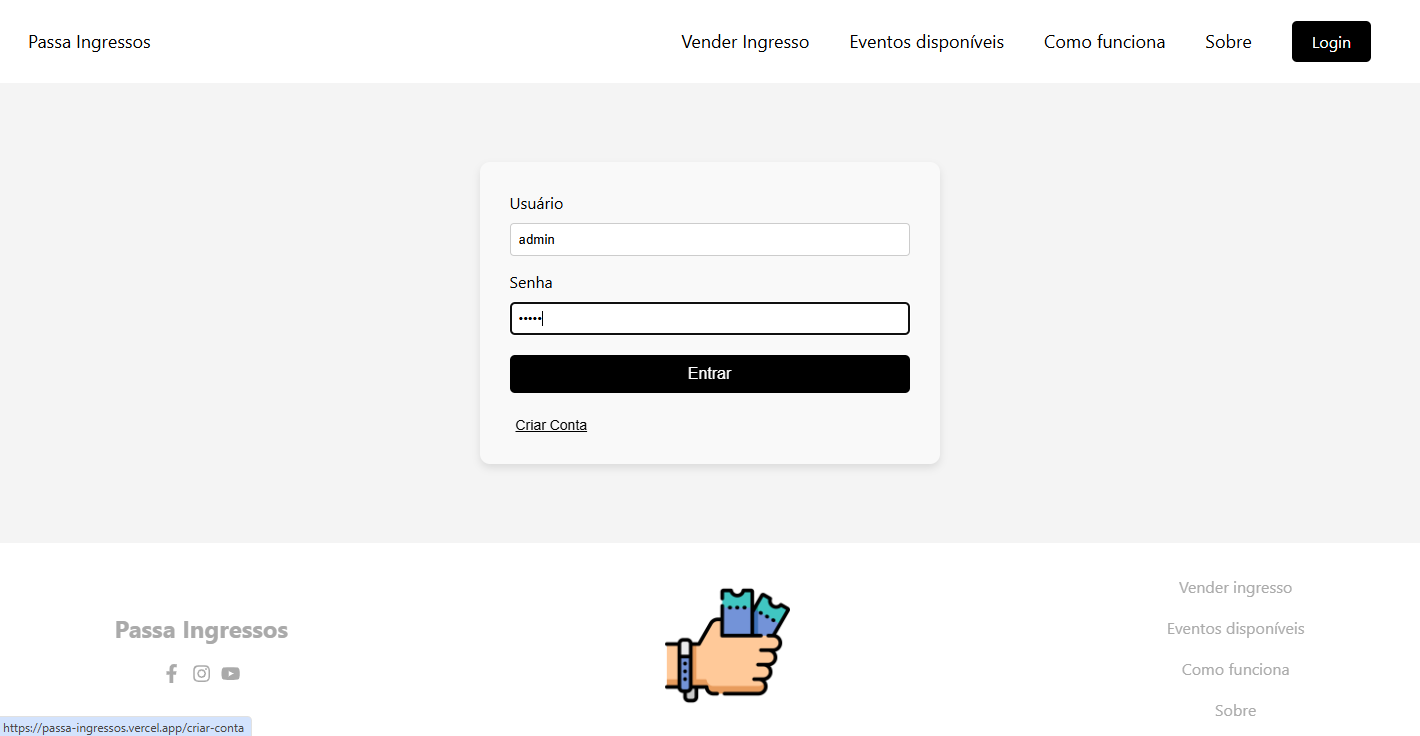 Passa Ingressos
Vender Ingresso
Eventos disponíveis
Como funciona
Sobre
Login
Usuário
admin
Senha
•••••
Entrar
Criar Conta
Passa Ingressos
Vender ingresso
Eventos disponíveis
Como funciona
Sobre
https://passa-ingressos.vercel.app/criar-conta